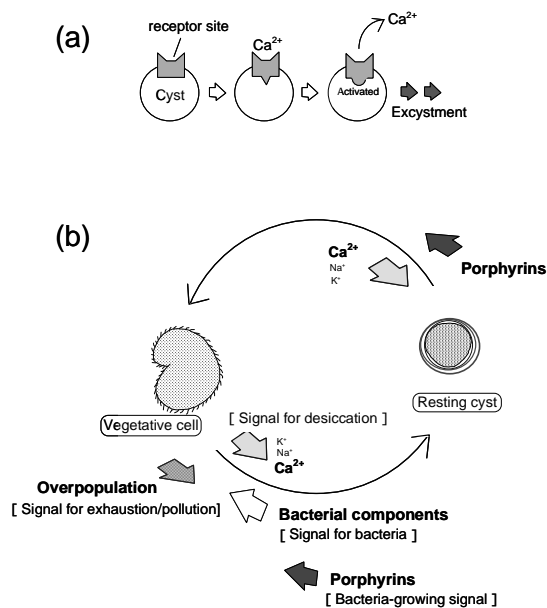 (a)
receptor site
Ca²⁺
Ca²⁺
Cyst
Activated
Excystment
(b)
Ca²⁺
Na⁺
K⁺
Porphyrins
Resting cyst
Vegetative cell
[ Signal for desiccation ]
K⁺
Na⁺
Ca²⁺
Overpopulation
[ Signal for exhaustion/pollution]
Bacterial components
[ Signal for bacteria ]
Porphyrins
[ Bacteria-growing signal ]